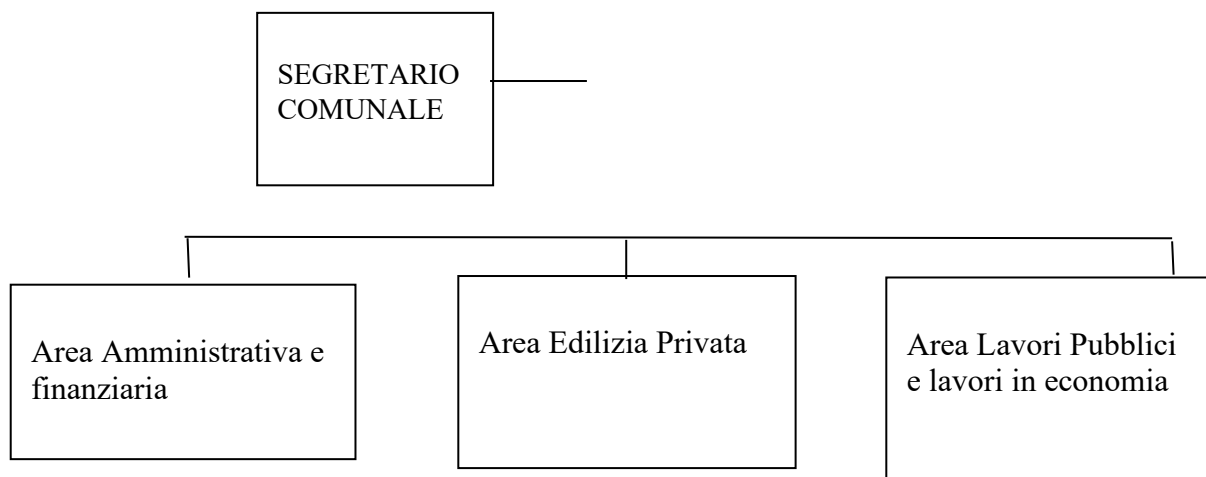 SEGRETARIO
COMUNALE
Area Amministrativa e
finanziaria
Area Edilizia Privata
Area Lavori Pubblici
e lavori in economia